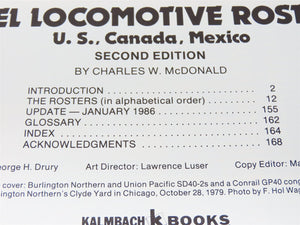 EL LOCOMOTIVE ROST
U. S., Canada, Mexico
SECOND EDITION
BY CHARLES W. McDONALD
INTRODUCTION 2
THE ROSTERS (in alphabetical order) 12
UPDATE — JANUARY 1986 155
GLOSSARY 162
INDEX 164
ACKNOWLEDGMENTS 168
eorge H. Drury Art Director: Lawrence Luser Copy Editor: Ma
cover: Burlington Northern and Union Pacific SD40-2s and a Conrail GP40 cong
ngton Northern's Clyde Yard in Chicago, October 28, 1979. Photo by F. Hol Wag
KALMBACH k BOOKS